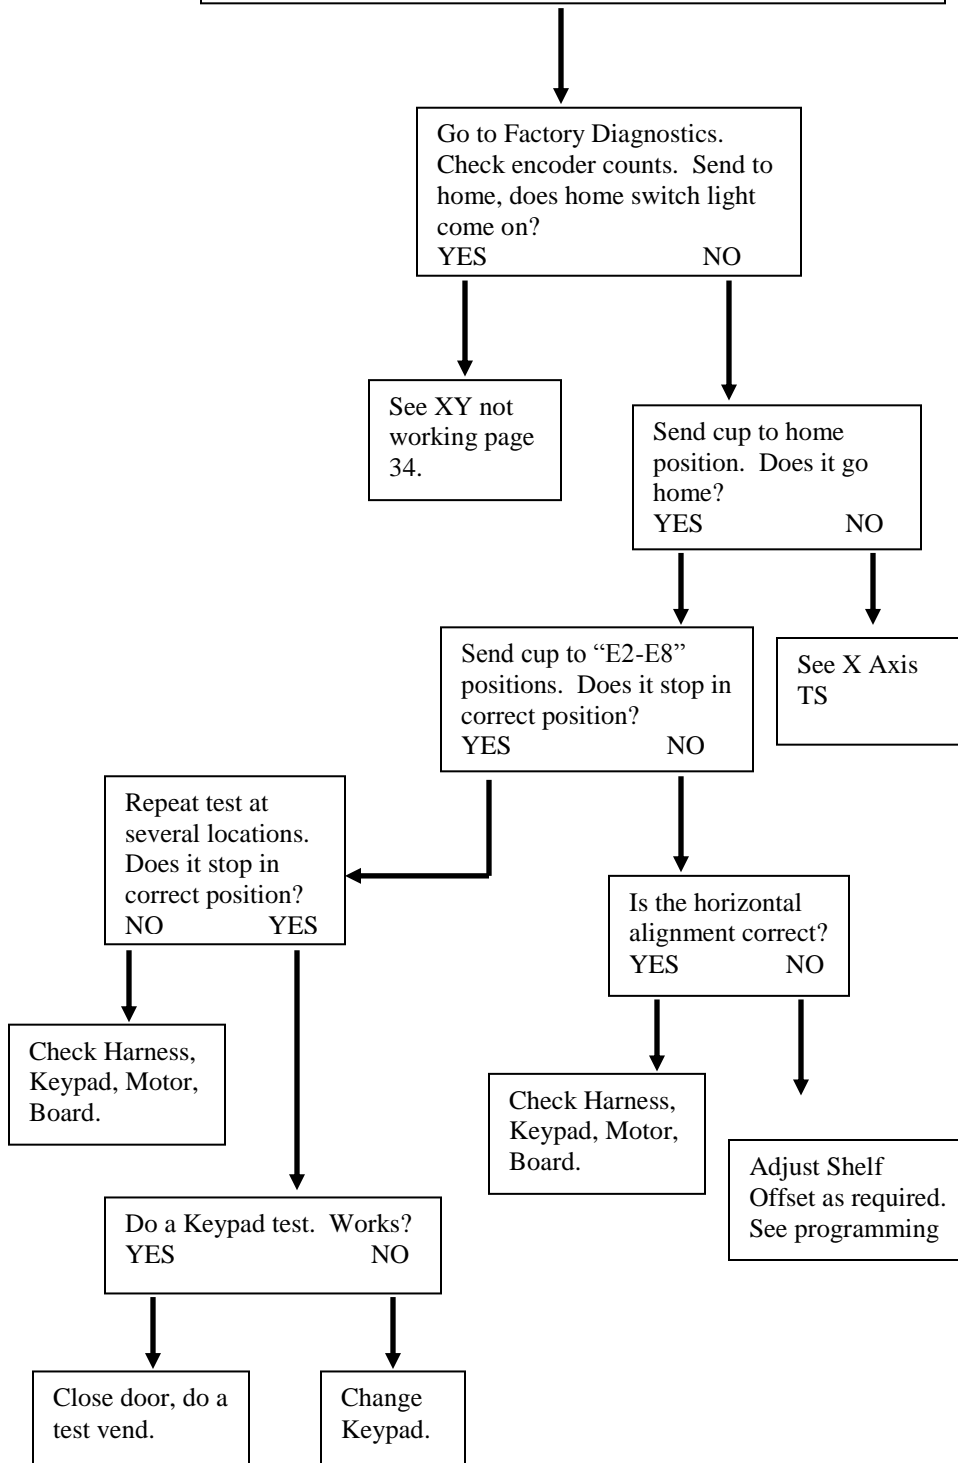 Go to Factory Diagnostics.
Check encoder counts.  Send to
home, does home switch light
come on?
YES NO
See XY not
working page
34.
Send cup to home
position.  Does it go
home?
YES NO
Send cup to “E2-E8”
positions.  Does it stop in
correct position?
YES NO
See X Axis
TS
Repeat test at
several locations.
Does it stop in
correct position?
NO YES
Is the horizontal
alignment correct?
YES NO
Check Harness,
Keypad, Motor,
Board.
Check Harness,
Keypad, Motor,
Board.
Adjust Shelf
Offset as required.
See programming
Do a Keypad test.  Works?
YES NO
Close door, do a
test vend.
Change
Keypad.